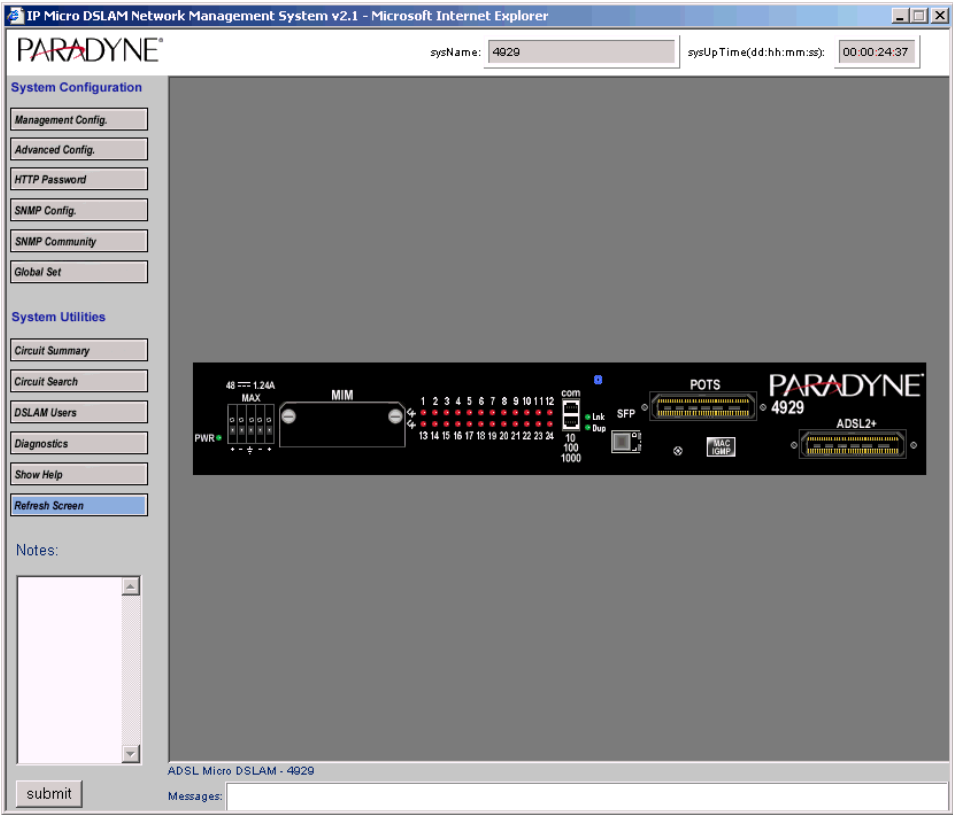 IP Micro DSLAM Network Management System v2.1 - Microsoft Internet Explorer
PARADYNE
sysName: 4929
sysUpTime(dd:hh:mm:ss): 00:00:24:37
System Configuration
Management Config.
Advanced Config.
HTTP Password
SNMP Config.
SNMP Community
Global Set
System Utilities
Circuit Summary
Circuit Search
DSLAM Users
Diagnostics
Show Help
Refresh Screen
Notes:
submit
48 1.24A
MAX
PWR
+ - - +
MIM
1 2 3 4 5 6 7 8 9 10 11 12
13 14 15 16 17 18 19 20 21 22 23 24
com
10
100
1000
Lnk
Dup
SFP
POTS
MAC
IGMP
PARADYNE
4929
ADSL2+
ADSL Micro DSLAM - 4929
Messages: